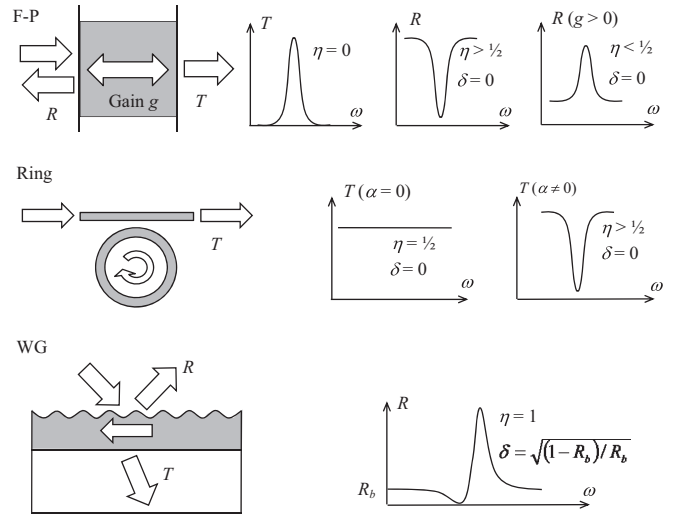 F-P
R
Gain g
T
T
η = 0
ω
R
η > ½
δ = 0
ω
R (g > 0)
η < ½
δ = 0
ω
Ring
T
T (α = 0)
η = ½
δ = 0
ω
T (α ≠ 0)
η > ½
δ = 0
ω
WG
R
T
R
η = 1
δ = √(1 − R_b)/ R_b
R_b
ω